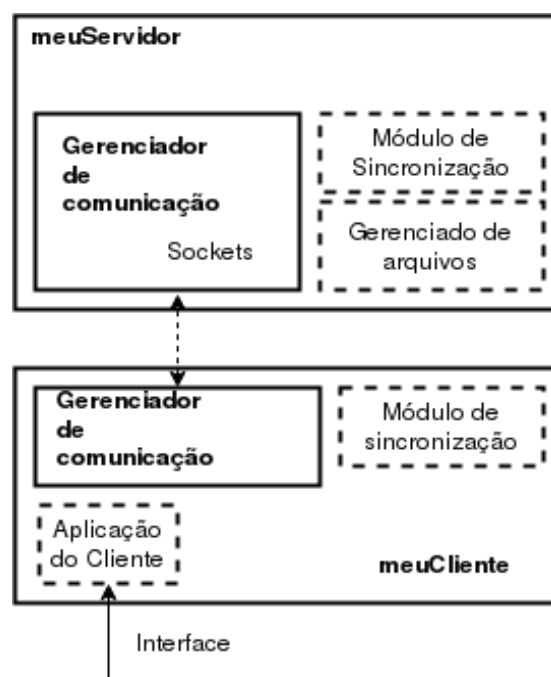 meuServidor
Gerenciador
de
comunicação
Sockets
Módulo de
Sincronização
Gerenciado de
arquivos
Gerenciador
de
comunicação
Módulo de
sincronização
Aplicação
do Cliente
meuCliente
Interface